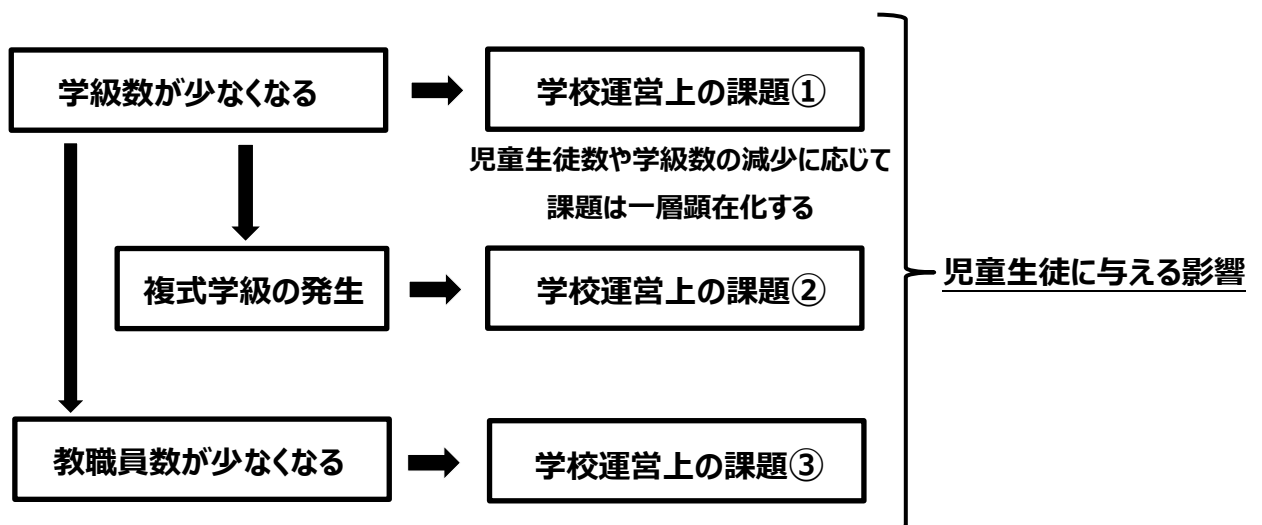 学級数が少なくなる
学校運営上の課題①
児童生徒数や学級数の減少に応じて
課題は一層顕在化する
複式学級の発生
学校運営上の課題②
児童生徒に与える影響
教職員数が少なくなる
学校運営上の課題③